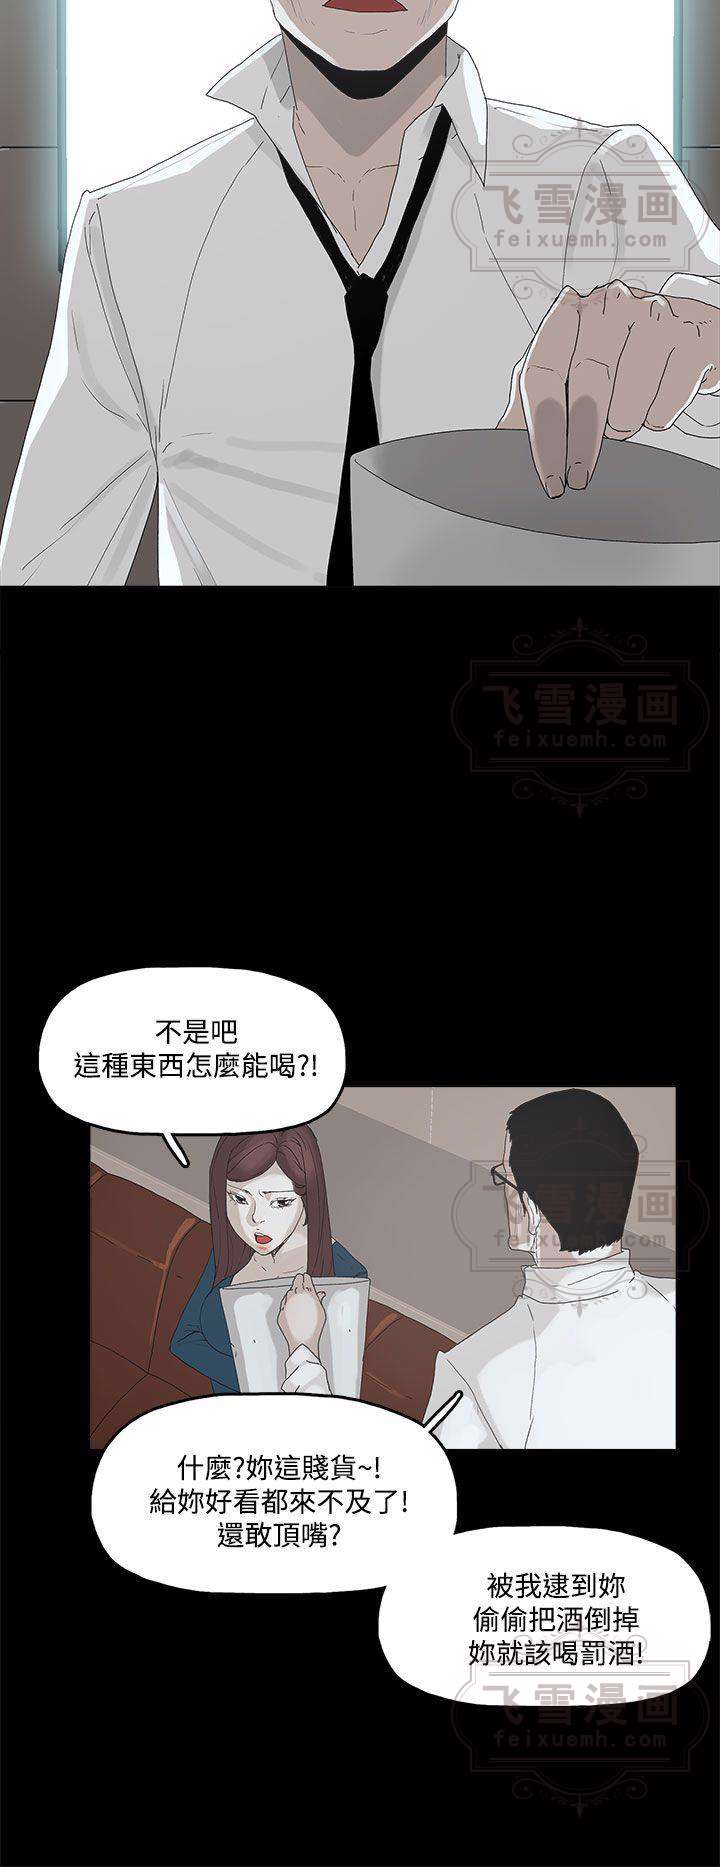 飞雪漫画
feixuemh.com
飞雪漫画
feixuemh.com
不是吧
這種東西怎麼能喝?!
飞雪漫画
feixuemh.com
什麼?妳這賤貨~!
給妳好看都來不及了!
還敢頂嘴?
被我逮到妳
偷偷把酒倒掉
妳就該喝罰酒!
飞雪漫画
feixuemh.com